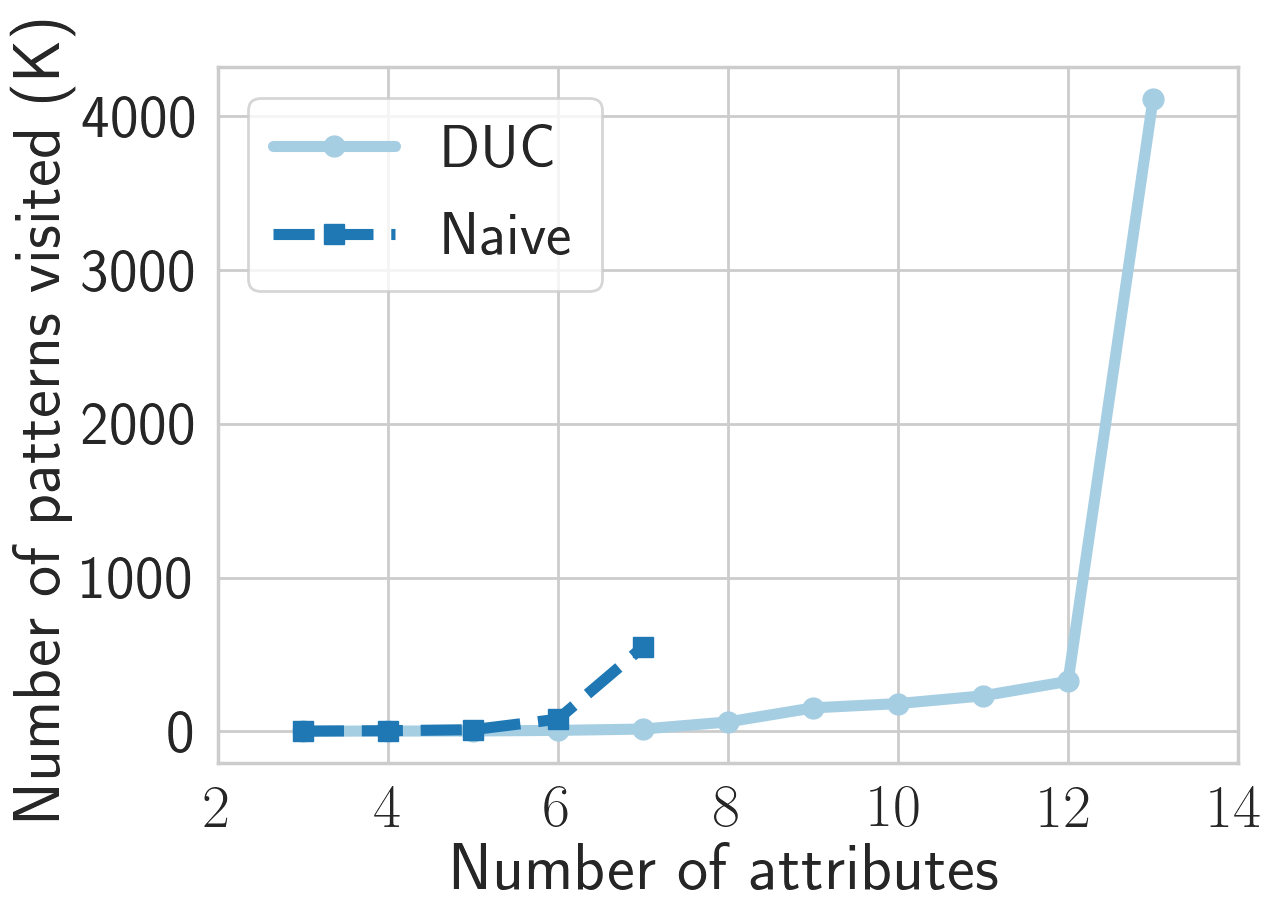 Number of patterns visited (K)
4000
3000
2000
1000
0
DUC
Naive
2 4 6 8 10 12 14
Number of attributes